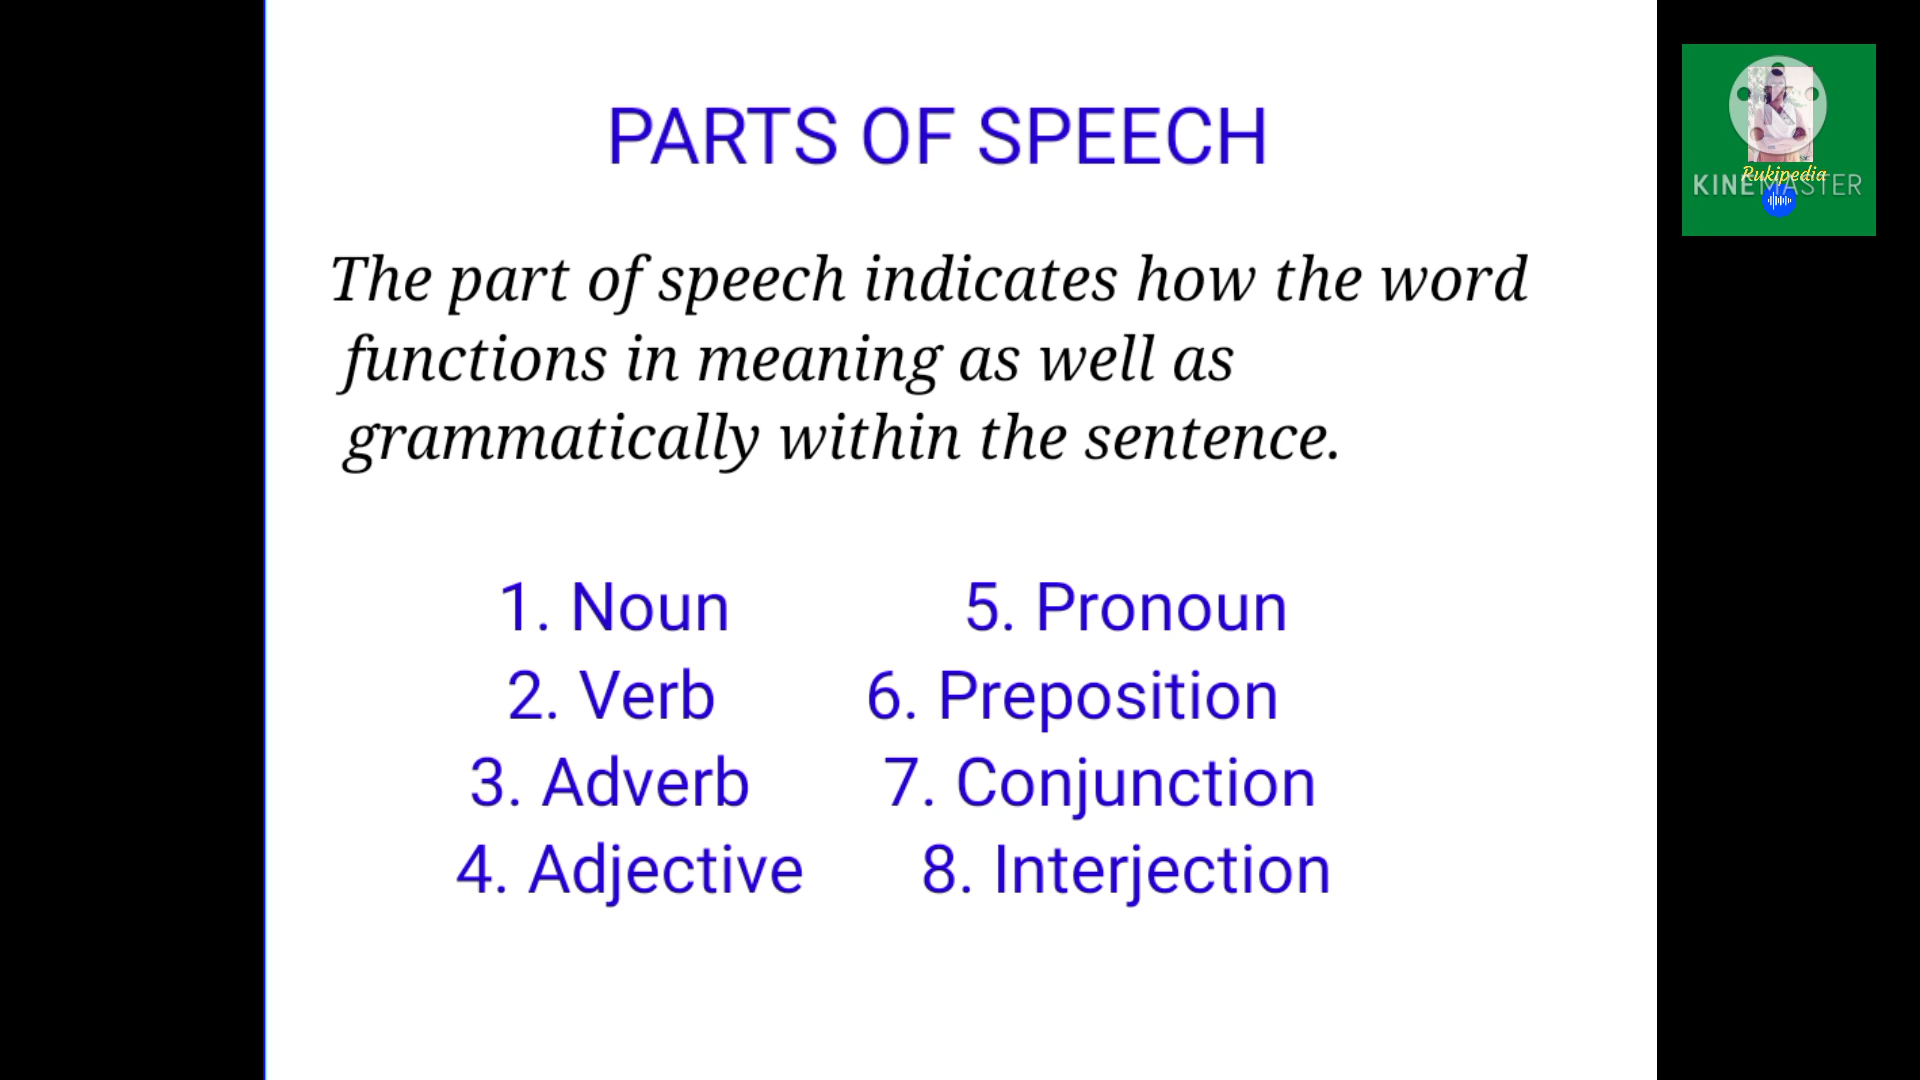 PARTS OF SPEECH
The part of speech indicates how the word
functions in meaning as well as
grammatically within the sentence.
1. Noun 5. Pronoun
2. Verb 6. Preposition
3. Adverb 7. Conjunction
4. Adjective 8. Interjection
Rukipedia
KINEMASTER